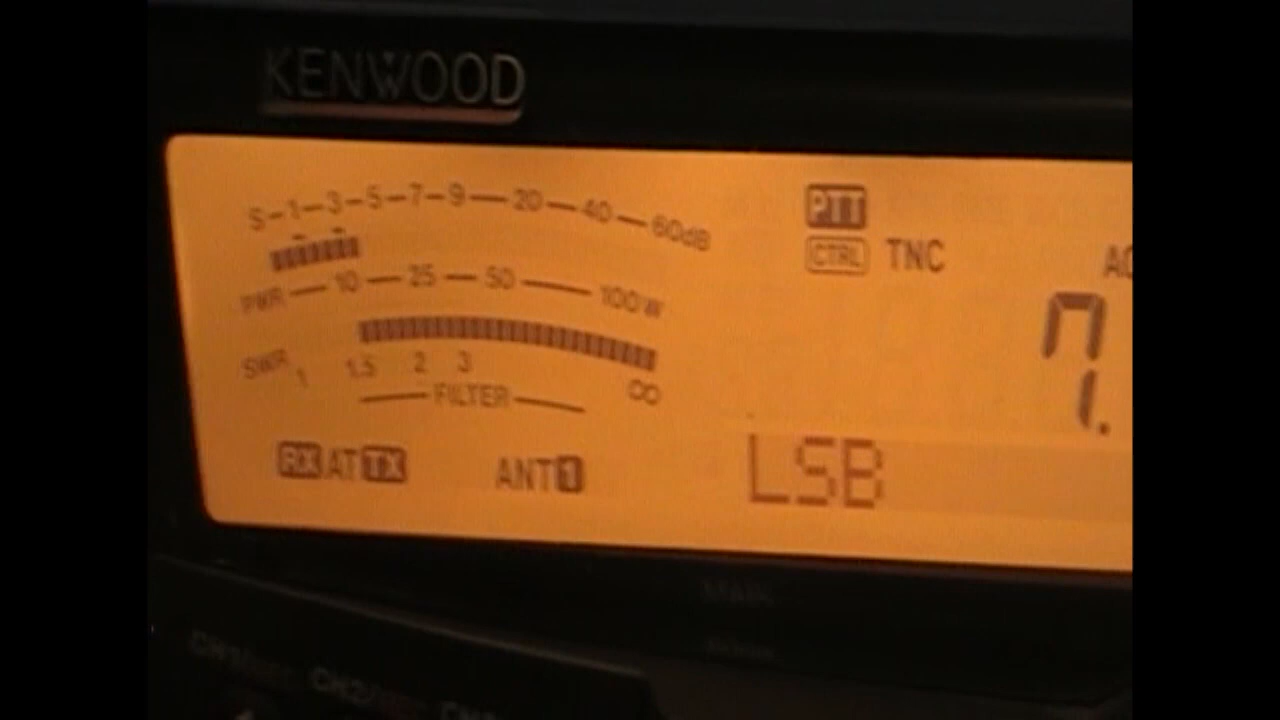 KENWOOD
S-1-3-5-7-9-20-40-60dB
PTT
CTRL TNC
PWR-10-25-50-100W
SWR 1 1.5 2 3 ∞
FILTER
7
1.
RX AT TX ANT 1
LSB